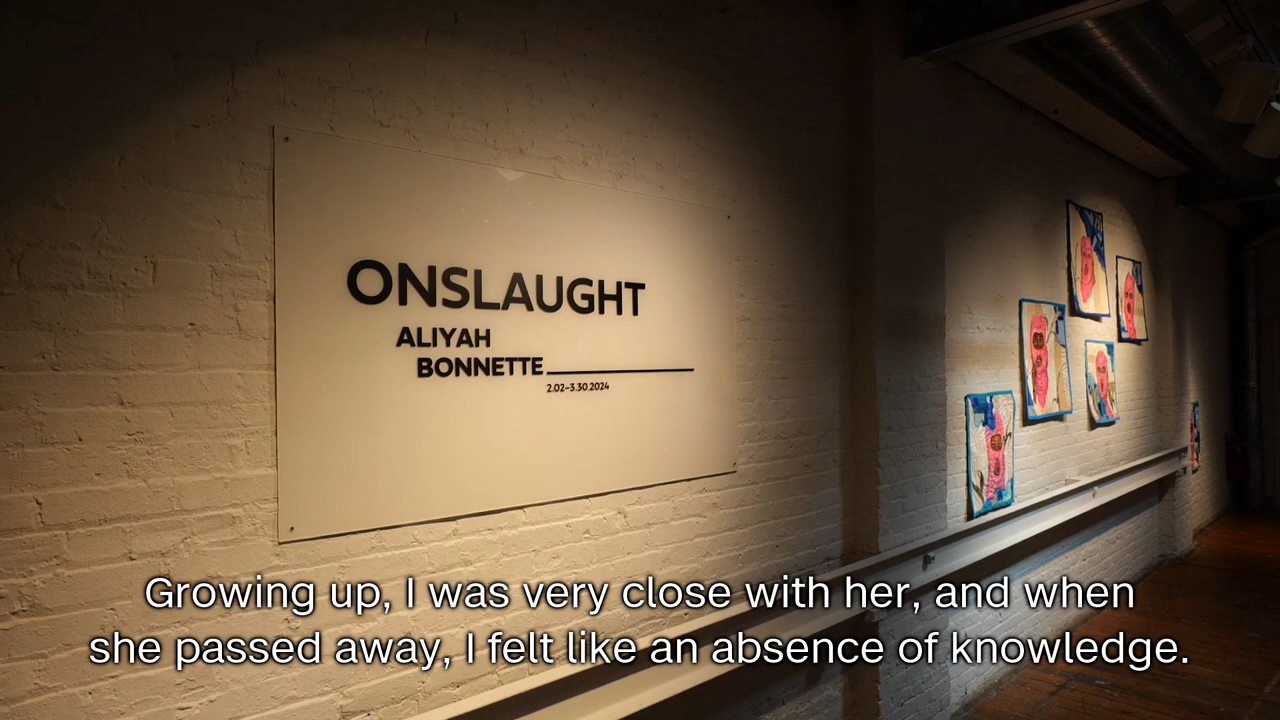 ONSLAUGHT
ALIYAH
BONNETTE
2.02-3.30.2024
Growing up, I was very close with her, and when
she passed away, I felt like an absence of knowledge.